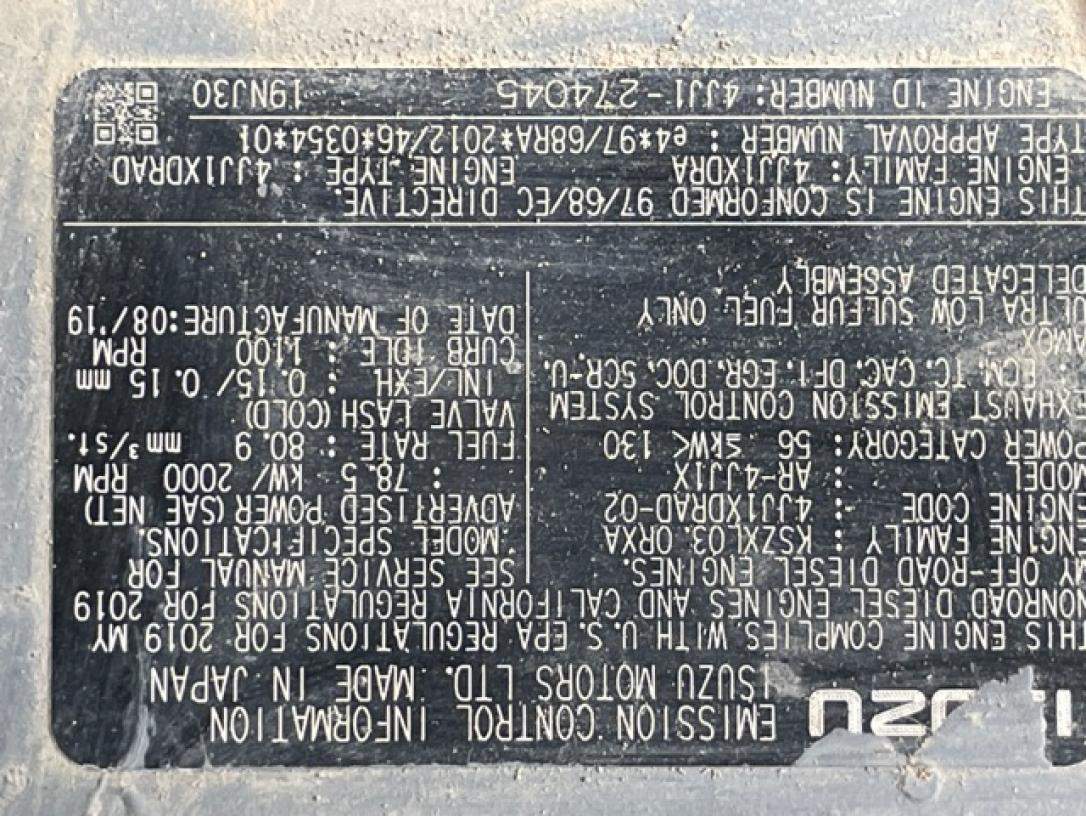 ISUZU
EMISSION CONTROL INFORMATION
ISUZU MOTORS LTD. MADE IN JAPAN
THIS ENGINE COMPLIES WITH U.S. EPA REGULATIONS FOR 2019 MY
NONROAD DIESEL ENGINES AND CALIFORNIA REGULATIONS FOR 2019
MY OFF-ROAD DIESEL ENGINES.
ENGINE FAMILY : KSZXL03.0RXA
ENGINE CODE : 4JJ1XDRAD-02
MODEL : AR-4JJ1X
POWER CATEGORY: 56 ≤kW< 130
EXHAUST EMISSION CONTROL SYSTEM
: ECM, TC, CAC, DFI, EGR, DOC, SCR-U,
AMOX
ULTRA LOW SULFUR FUEL ONLY
DELEGATED ASSEMBLY
SEE SERVICE MANUAL FOR
"MODEL SPECIFICATIONS.
ADVERTISED POWER (SAE NET)
: 78.5 kW/ 2000 RPM
FUEL RATE : 80.9 mm³/st.
VALVE LASH (COLD)
INL/EXH : 0.15/ 0.15 mm
CURB IDLE : 1,100 RPM
DATE OF MANUFACTURE:08/'19
THIS ENGINE IS CONFORMED 97/68/EC DIRECTIVE.
ENGINE FAMILY: 4JJ1XDRA ENGINE TYPE : 4JJ1XDRAD
TYPE APPROVAL NUMBER : e4*97/68RA*2012/46*0354*01
ENGINE ID NUMBER: 4JJ1-274045 19NJ30